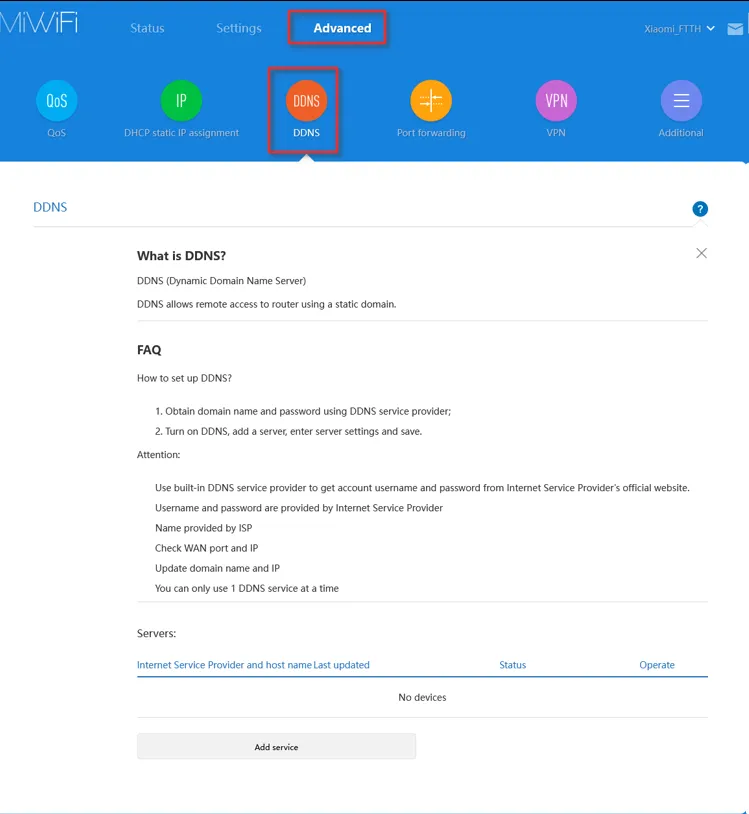 MiWiFi
Status Settings Advanced Xiaomi_FTTH
QoS IP DDNS VPN
QoS DHCP static IP assignment DDNS Port forwarding VPN Additional
DDNS ?
What is DDNS?
DDNS (Dynamic Domain Name Server)
DDNS allows remote access to router using a static domain.
FAQ
How to set up DDNS?
1. Obtain domain name and password using DDNS service provider;
2. Turn on DDNS, add a server, enter server settings and save.
Attention:
Use built-in DDNS service provider to get account username and password from Internet Service Provider's official website.
Username and password are provided by Internet Service Provider
Name provided by ISP
Check WAN port and IP
Update domain name and IP
You can only use 1 DDNS service at a time
Servers:
Internet Service Provider and host name Last updated Status Operate
No devices
Add service